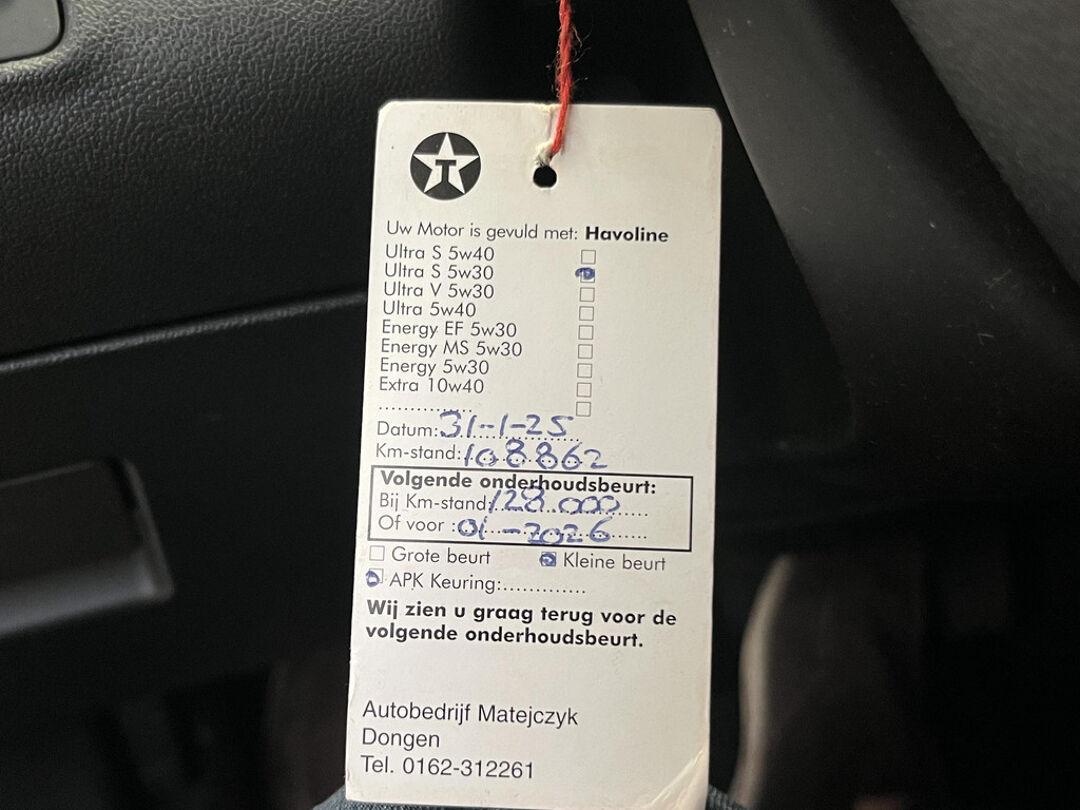 T
Uw Motor is gevuld met: Havoline
Ultra S 5w40
Ultra S 5w30
Ultra V 5w30
Ultra 5w40
Energy EF 5w30
Energy MS 5w30
Energy 5w30
Extra 10w40
................
Datum: 31-1-25
Km-stand: 108862
Volgende onderhoudsbeurt:
Bij Km-stand: 128.000
Of voor : 01-2026
Grote beurt Kleine beurt
APK Keuring:..............
Wij zien u graag terug voor de
volgende onderhoudsbeurt.
Autobedrijf Matejczyk
Dongen
Tel. 0162-312261